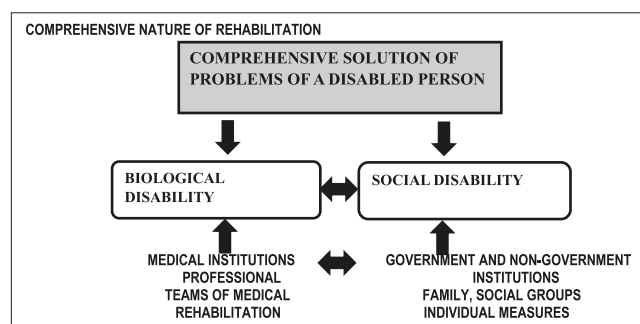 COMPREHENSIVE NATURE OF REHABILITATION
COMPREHENSIVE SOLUTION OF
PROBLEMS OF A DISABLED PERSON
BIOLOGICAL
DISABILITY
SOCIAL DISABILITY
MEDICAL INSTITUTIONS
PROFESSIONAL
TEAMS OF MEDICAL
REHABILITATION
GOVERNMENT AND NON-GOVERNMENT
INSTITUTIONS
FAMILY, SOCIAL GROUPS
INDIVIDUAL MEASURES